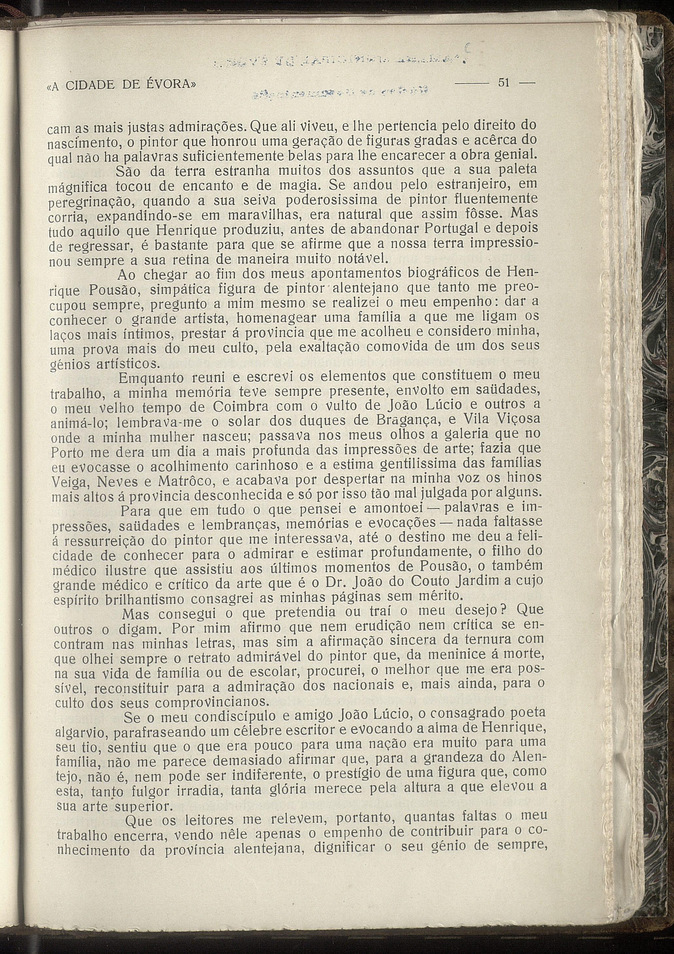 «A CIDADE DE ÉVORA» — 51 —
cam as mais justas admirações. Que ali viveu, e lhe pertencia pelo direito do
nascimento, o pintor que honrou uma geração de figuras gradas e acêrca do
qual não ha palavras suficientemente belas para lhe encarecer a obra genial.
São da terra estranha muitos dos assuntos que a sua paleta
mágnifica tocou de encanto e de magia. Se andou pelo estranjeiro, em
peregrinação, quando a sua seiva poderosissima de pintor fluentemente
corria, expandindo-se em maravilhas, era natural que assim fôsse. Mas
tudo aquilo que Henrique produziu, antes de abandonar Portugal e depois
de regressar, é bastante para que se afirme que a nossa terra impressio-
nou sempre a sua retina de maneira muito notável.
Ao chegar ao fim dos meus apontamentos biográficos de Hen-
rique Pousão, simpática figura de pintor alentejano que tanto me preo-
cupou sempre, pregunto a mim mesmo se realizei o meu empenho: dar a
conhecer o grande artista, homenagear uma família a que me ligam os
laços mais íntimos, prestar á provincia que me acolheu e considero minha,
uma prova mais do meu culto, pela exaltação comovida de um dos seus
génios artísticos.
Emquanto reuni e escrevi os elementos que constituem o meu
trabalho, a minha memória teve sempre presente, envolto em saüdades,
o meu velho tempo de Coimbra com o vulto de João Lúcio e outros a
animá-lo; lembrava-me o solar dos duques de Bragança, e Vila Viçosa
onde a minha mulher nasceu; passava nos meus olhos a galeria que no
Porto me dera um dia a mais profunda das impressões de arte; fazia que
eu evocasse o acolhimento carinhoso e a estima gentilissima das famílias
Veiga, Neves e Matrôco, e acabava por despertar na minha voz os hinos
mais altos á provincia desconhecida e só por isso tão mal julgada por alguns.
Para que em tudo o que pensei e amontoei — palavras e im-
pressões, saüdades e lembranças, memórias e evocações — nada faltasse
á ressurreição do pintor que me interessava, até o destino me deu a feli-
cidade de conhecer para o admirar e estimar profundamente, o filho do
médico ilustre que assistiu aos últimos momentos de Pousão, o também
grande médico e crítico da arte que é o Dr. João do Couto Jardim a cujo
espírito brilhantismo consagrei as minhas páginas sem mérito.
Mas consegui o que pretendia ou traí o meu desejo? Que
outros o digam. Por mim afirmo que nem erudição nem crítica se en-
contram nas minhas letras, mas sim a afirmação sincera da ternura com
que olhei sempre o retrato admirável do pintor que, da meninice á morte,
na sua vida de família ou de escolar, procurei, o melhor que me era pos-
sível, reconstituir para a admiração dos nacionais e, mais ainda, para o
culto dos seus comprovincianos.
Se o meu condiscípulo e amigo João Lúcio, o consagrado poeta
algarvio, parafraseando um célebre escritor e evocando a alma de Henrique,
seu tio, sentiu que o que era pouco para uma nação era muito para uma
família, não me parece demasiado afirmar que, para a grandeza do Alen-
tejo, não é, nem pode ser indiferente, o prestígio de uma figura que, como
esta, tanto fulgor irradia, tanta glória merece pela altura a que elevou a
sua arte superior.
Que os leitores me relevem, portanto, quantas faltas o meu
trabalho encerra, vendo nêle apenas o empenho de contribuir para o co-
nhecimento da província alentejana, dignificar o seu génio de sempre,